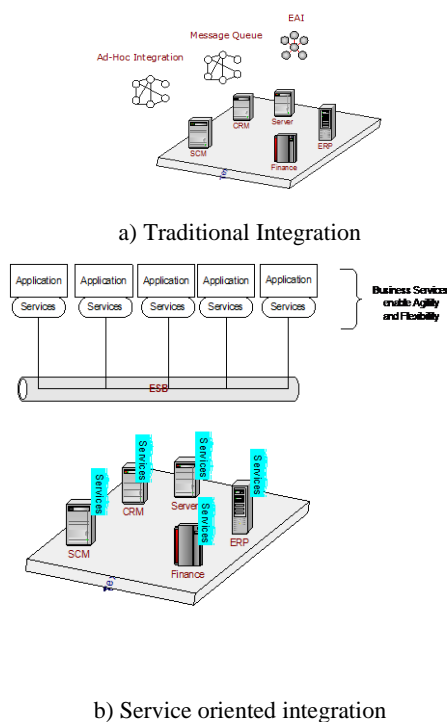 EAI
Message Queue
Ad-Hoc Integration
CRM
Server
SCM
ERP
Finance
a) Traditional Integration
Application Application Application Application Application
Services Services Services Services Services
Business Services
enable Agility
and Flexibility
ESB
Services
Services
Services
Services
Services
CRM
Server
SCM
ERP
Finance
b) Service oriented integration